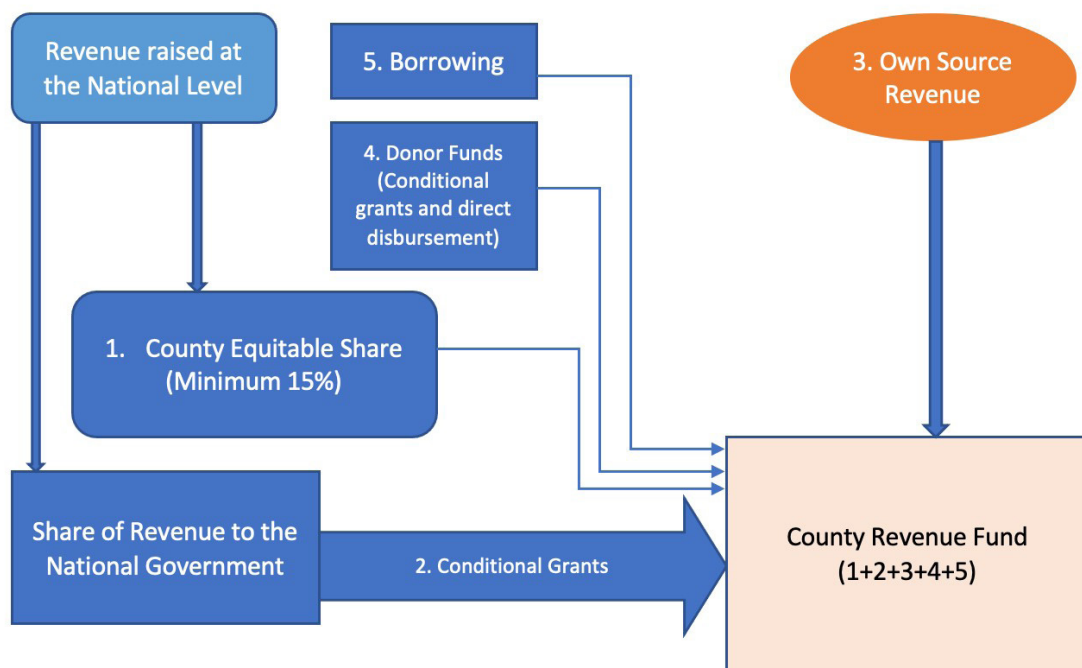 Revenue raised at
the National Level
5. Borrowing
3. Own Source
Revenue
4. Donor Funds
(Conditional
grants and direct
disbursement)
1. County Equitable Share
(Minimum 15%)
Share of Revenue to the
National Government
2. Conditional Grants
County Revenue Fund
(1+2+3+4+5)